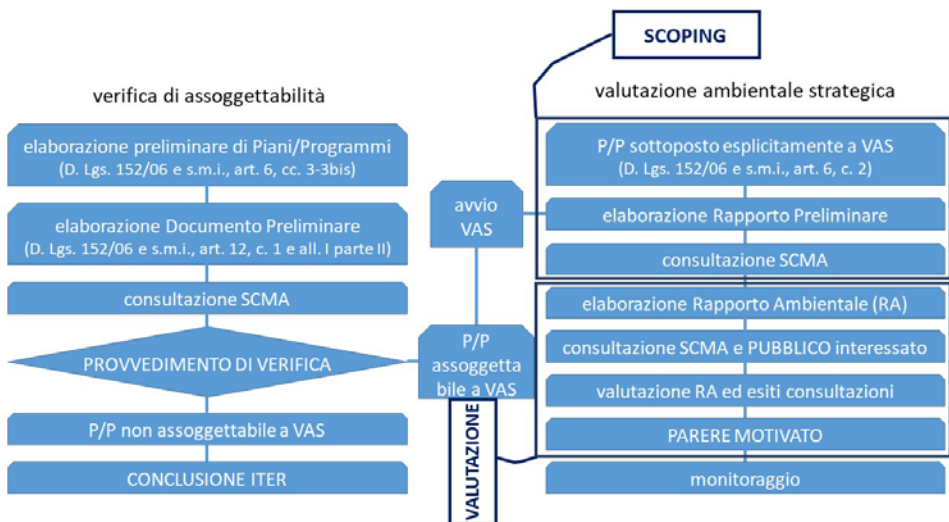 SCOPING
verifica di assoggettabilità
elaborazione preliminare di Piani/Programmi
(D. Lgs. 152/06 e s.m.i., art. 6, cc. 3-3bis)
elaborazione Documento Preliminare
(D. Lgs. 152/06 e s.m.i., art. 12, c. 1 e all. I parte II)
consultazione SCMA
PROVVEDIMENTO DI VERIFICA
P/P non assoggettabile a VAS
CONCLUSIONE ITER
avvio
VAS
P/P
assoggetta
bile a VAS
VALUTAZIONE
valutazione ambientale strategica
P/P sottoposto esplicitamente a VAS
(D. Lgs. 152/06 e s.m.i., art. 6, c. 2)
elaborazione Rapporto Preliminare
consultazione SCMA
elaborazione Rapporto Ambientale (RA)
consultazione SCMA e PUBBLICO interessato
valutazione RA ed esiti consultazioni
PARERE MOTIVATO
monitoraggio